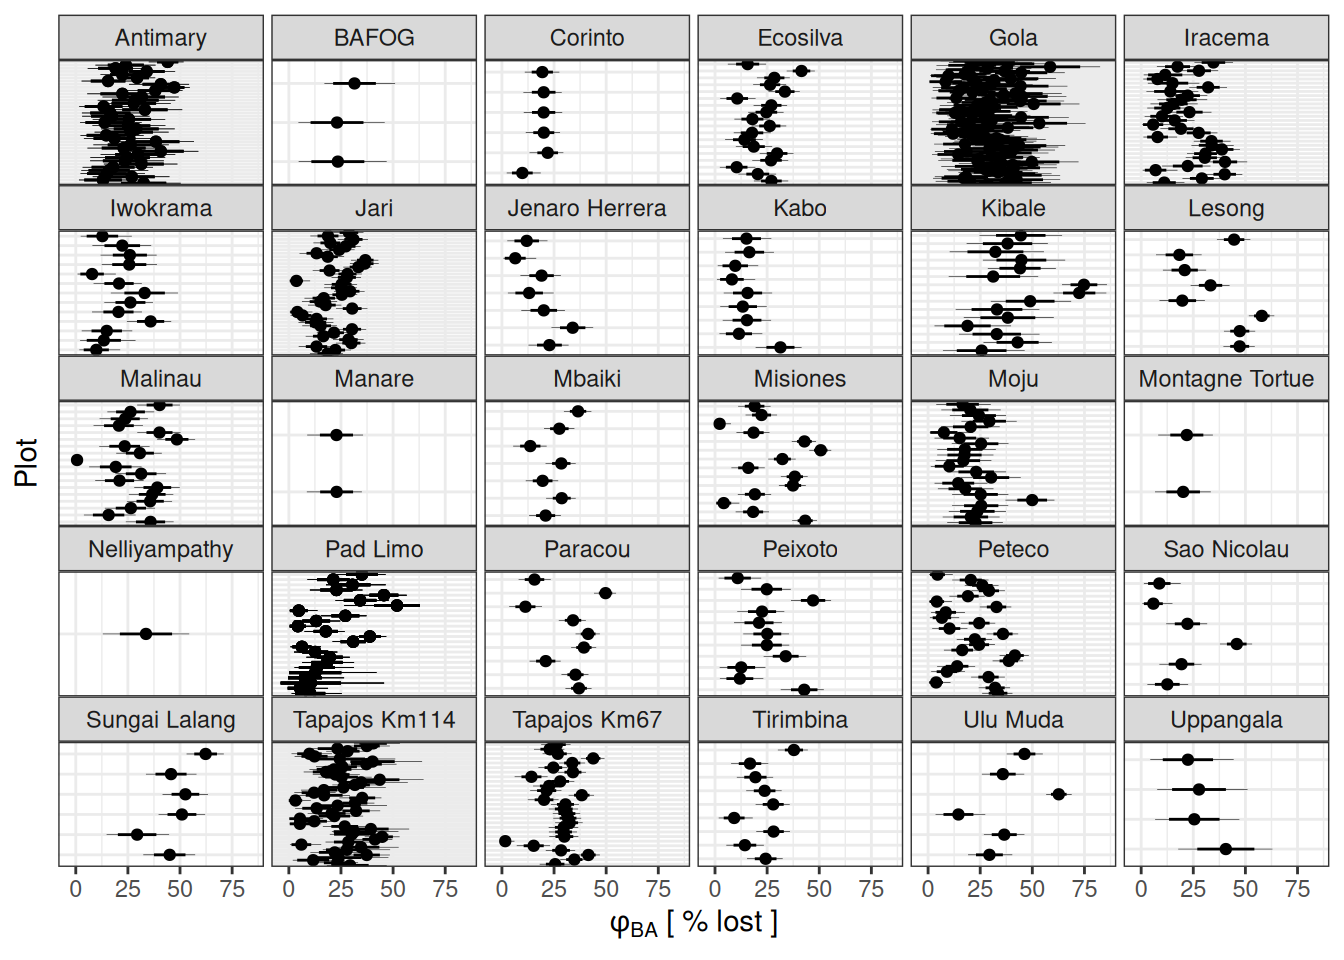 Antimary BAFOG Corinto Ecosilva Gola Iracema
Iwokrama Jari Jenaro Herrera Kabo Kibale Lesong
Malinau Manare Mbaiki Misiones Moju Montagne Tortue
Plot
Nelliyampathy Pad Limo Paracou Peixoto Peteco Sao Nicolau
Sungai Lalang Tapajos Km114 Tapajos Km67 Tirimbina Ulu Muda Uppangala
0 25 50 75 0 25 50 75 0 25 50 75 0 25 50 75 0 25 50 75 0 25 50 75
φBA [ % lost ]